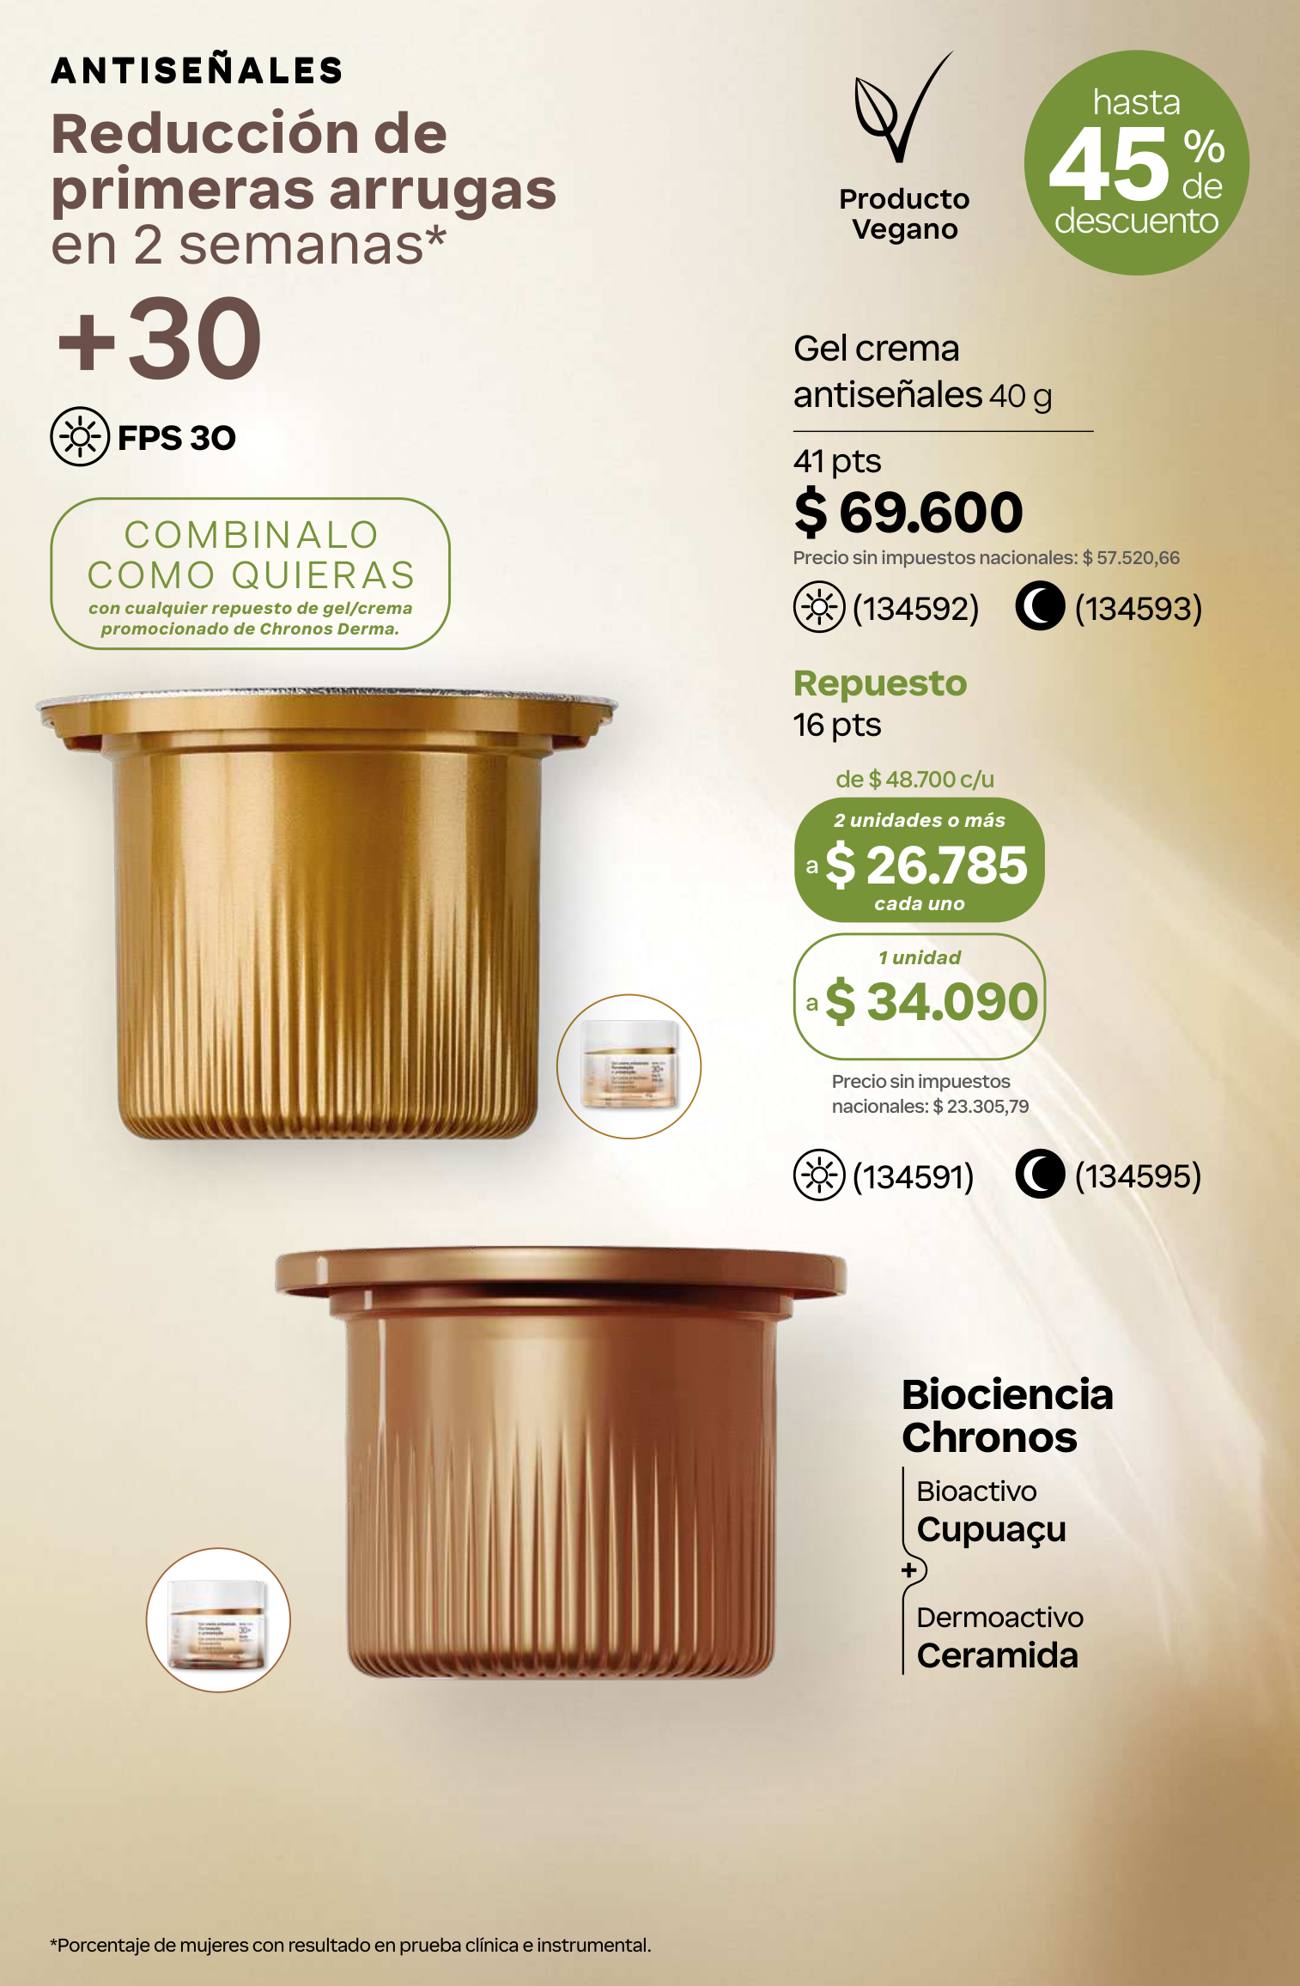 ANTISEÑALES
Reducción de
primeras arrugas
en 2 semanas*
+30
FPS 30
COMBINALO
COMO QUIERAS
con cualquier repuesto de gel/crema
promocionado de Chronos Derma.
Producto
Vegano
hasta
45 %
de
descuento
Gel crema
antiseñales 40 g
41 pts
$ 69.600
Precio sin impuestos nacionales: $ 57.520,66
(134592) (134593)
Repuesto
16 pts
de $ 48.700 c/u
2 unidades o más
a $ 26.785
cada uno
1 unidad
a $ 34.090
Precio sin impuestos
nacionales: $ 23.305,79
(134591) (134595)
30+
Biociencia
Chronos
Bioactivo
Cupuaçu
+
Dermoactivo
Ceramida
30+
*Porcentaje de mujeres con resultado en prueba clínica e instrumental.